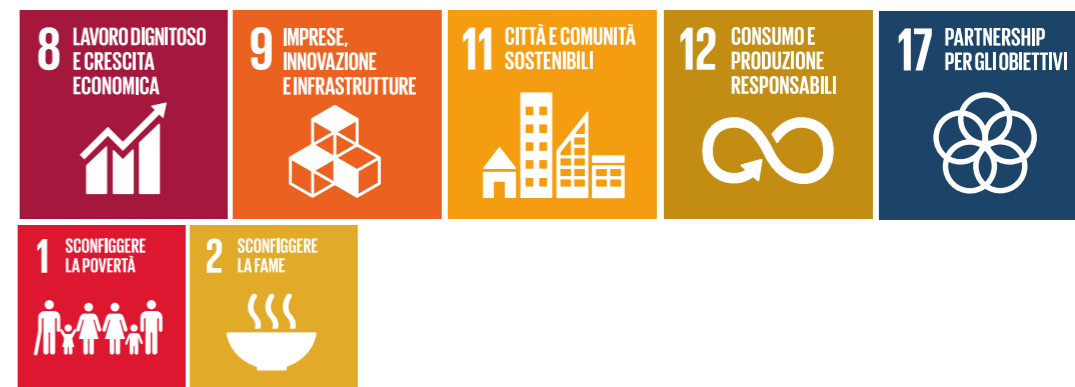 8 LAVORO DIGNITOSO
E CRESCITA
ECONOMICA
9 IMPRESE,
INNOVAZIONE
E INFRASTRUTTURE
11 CITTÀ E COMUNITÀ
SOSTENIBILI
12 CONSUMO E
PRODUZIONE
RESPONSABILI
17 PARTNERSHIP
PER GLI OBIETTIVI
1 SCONFIGGERE
LA POVERTÀ
2 SCONFIGGERE
LA FAME